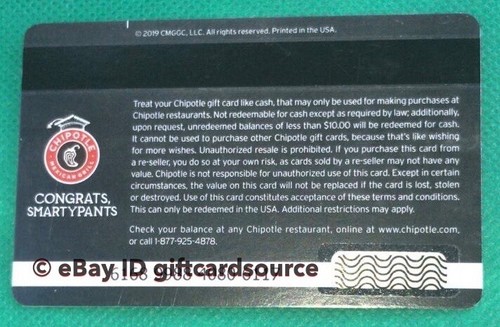 © 2019 CMGGC, LLC. All rights reserved. Printed in the USA.
CHIPOTLE
MEXICAN GRILL
CONGRATS,
SMARTYPANTS
Treat your Chipotle gift card like cash, that may only be used for making purchases at
Chipotle restaurants. Not redeemable for cash except as required by law; additionally,
upon request, unredeemed balances of less than $10.00 will be redeemed for cash.
It cannot be used to purchase other Chipotle gift cards, because that's like wishing
for more wishes. Unauthorized resale is prohibited. If you purchase this card from
a re-seller, you do so at your own risk, as cards sold by a re-seller may not have any
value. Chipotle is not responsible for unauthorized use of this card. Except in certain
circumstances, the value on this card will not be replaced if the card is lost, stolen
or destroyed. Use of this card constitutes acceptance of these terms and conditions.
This can only be redeemed in the USA. Additional restrictions may apply.
Check your balance at any Chipotle restaurant, online at www.chipotle.com,
or call 1-877-925-4878.
© eBay ID giftcardsource